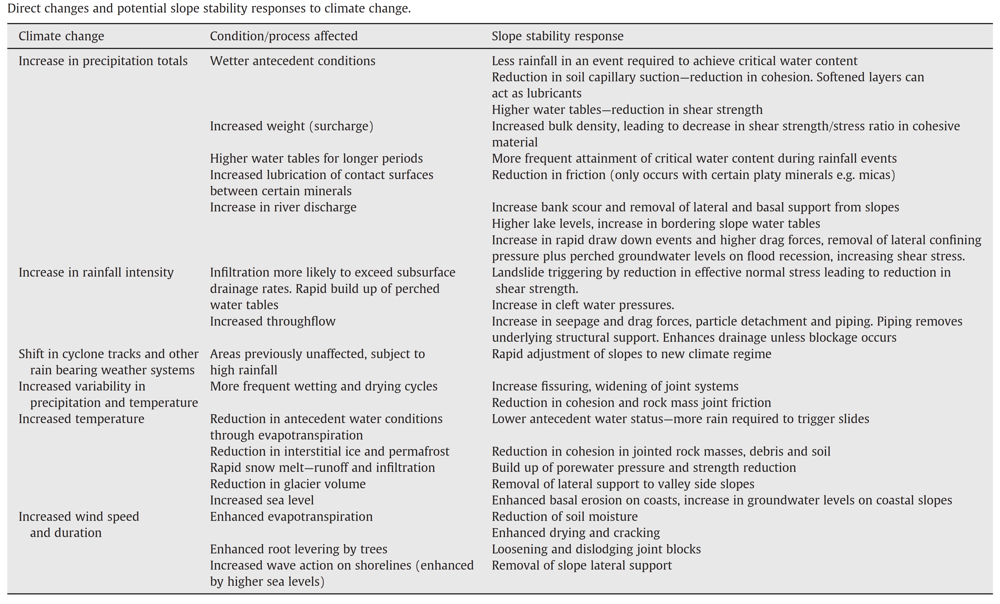 Direct changes and potential slope stability responses to climate change.
Climate change Condition/process affected Slope stability response
Increase in precipitation totals Wetter antecedent conditions Less rainfall in an event required to achieve critical water content
Reduction in soil capillary suction—reduction in cohesion. Softened layers can
act as lubricants
Higher water tables—reduction in shear strength
Increased weight (surcharge) Increased bulk density, leading to decrease in shear strength/stress ratio in cohesive
material
Higher water tables for longer periods More frequent attainment of critical water content during rainfall events
Increased lubrication of contact surfaces Reduction in friction (only occurs with certain platy minerals e.g. micas)
between certain minerals
Increase in river discharge Increase bank scour and removal of lateral and basal support from slopes
Higher lake levels, increase in bordering slope water tables
Increase in rapid draw down events and higher drag forces, removal of lateral confining
pressure plus perched groundwater levels on flood recession, increasing shear stress.
Increase in rainfall intensity Infiltration more likely to exceed subsurface Landslide triggering by reduction in effective normal stress leading to reduction in
drainage rates. Rapid build up of perched shear strength.
water tables Increase in cleft water pressures.
Increased throughflow Increase in seepage and drag forces, particle detachment and piping. Piping removes
underlying structural support. Enhances drainage unless blockage occurs
Shift in cyclone tracks and other Areas previously unaffected, subject to Rapid adjustment of slopes to new climate regime
rain bearing weather systems high rainfall
Increased variability in More frequent wetting and drying cycles Increase fissuring, widening of joint systems
precipitation and temperature Reduction in cohesion and rock mass joint friction
Increased temperature Reduction in antecedent water conditions Lower antecedent water status—more rain required to trigger slides
through evapotranspiration
Reduction in interstitial ice and permafrost Reduction in cohesion in jointed rock masses, debris and soil
Rapid snow melt—runoff and infiltration Build up of porewater pressure and strength reduction
Reduction in glacier volume Removal of lateral support to valley side slopes
Increased sea level Enhanced basal erosion on coasts, increase in groundwater levels on coastal slopes
Increased wind speed Enhanced evapotranspiration Reduction of soil moisture
and duration Enhanced drying and cracking
Enhanced root levering by trees Loosening and dislodging joint blocks
Increased wave action on shorelines (enhanced Removal of slope lateral support
by higher sea levels)